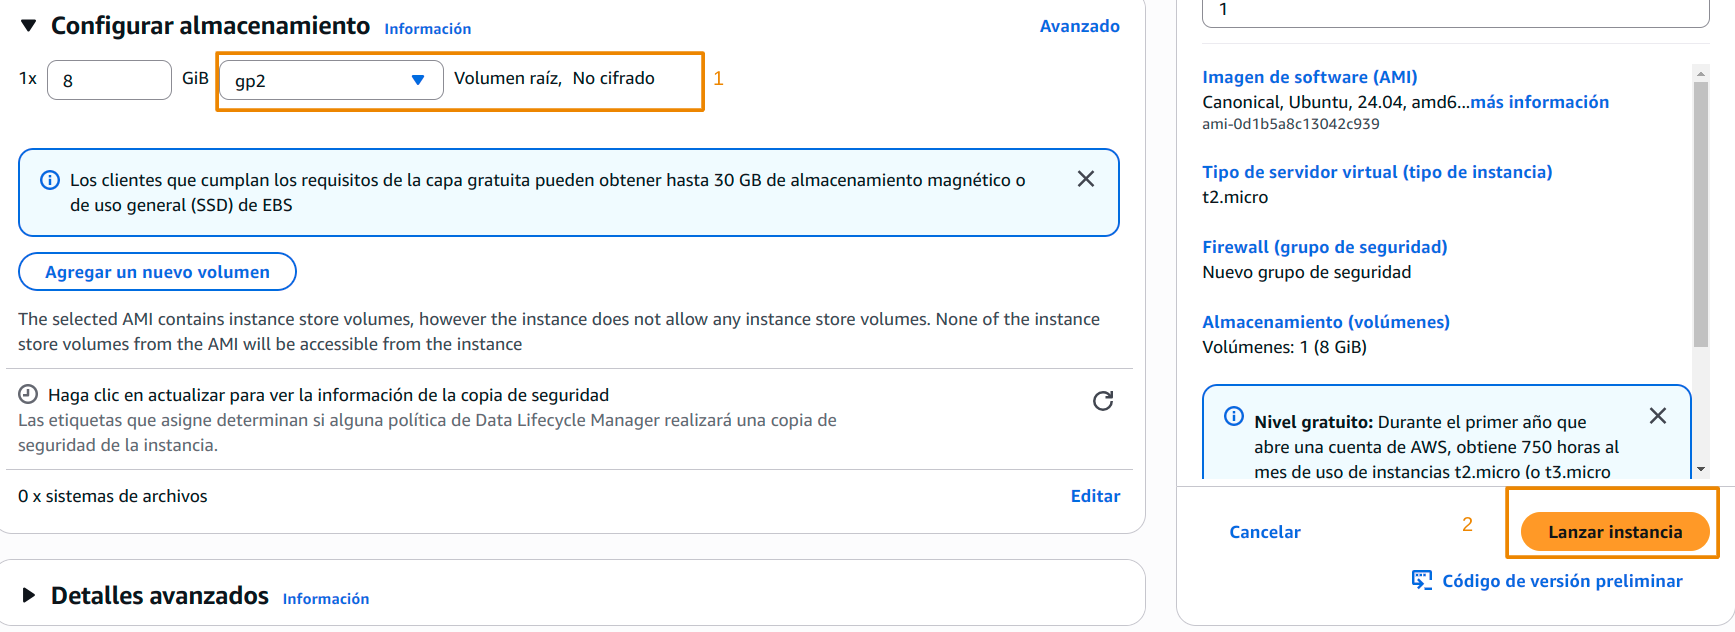 Configurar almacenamiento Información Avanzado
1x 8 GiB gp2 Volumen raíz, No cifrado 1
Los clientes que cumplan los requisitos de la capa gratuita pueden obtener hasta 30 GB de almacenamiento magnético o
de uso general (SSD) de EBS
Agregar un nuevo volumen
The selected AMI contains instance store volumes, however the instance does not allow any instance store volumes. None of the instance
store volumes from the AMI will be accessible from the instance
Haga clic en actualizar para ver la información de la copia de seguridad
Las etiquetas que asigne determinan si alguna política de Data Lifecycle Manager realizará una copia de
seguridad de la instancia.
0 x sistemas de archivos Editar
Detalles avanzados Información
1
Imagen de software (AMI)
Canonical, Ubuntu, 24.04, amd6...más información
ami-0d1b5a8c13042c939
Tipo de servidor virtual (tipo de instancia)
t2.micro
Firewall (grupo de seguridad)
Nuevo grupo de seguridad
Almacenamiento (volúmenes)
Volúmenes: 1 (8 GiB)
Nivel gratuito: Durante el primer año que
abre una cuenta de AWS, obtiene 750 horas al
mes de uso de instancias t2.micro (o t3.micro
Cancelar 2 Lanzar instancia
Código de versión preliminar